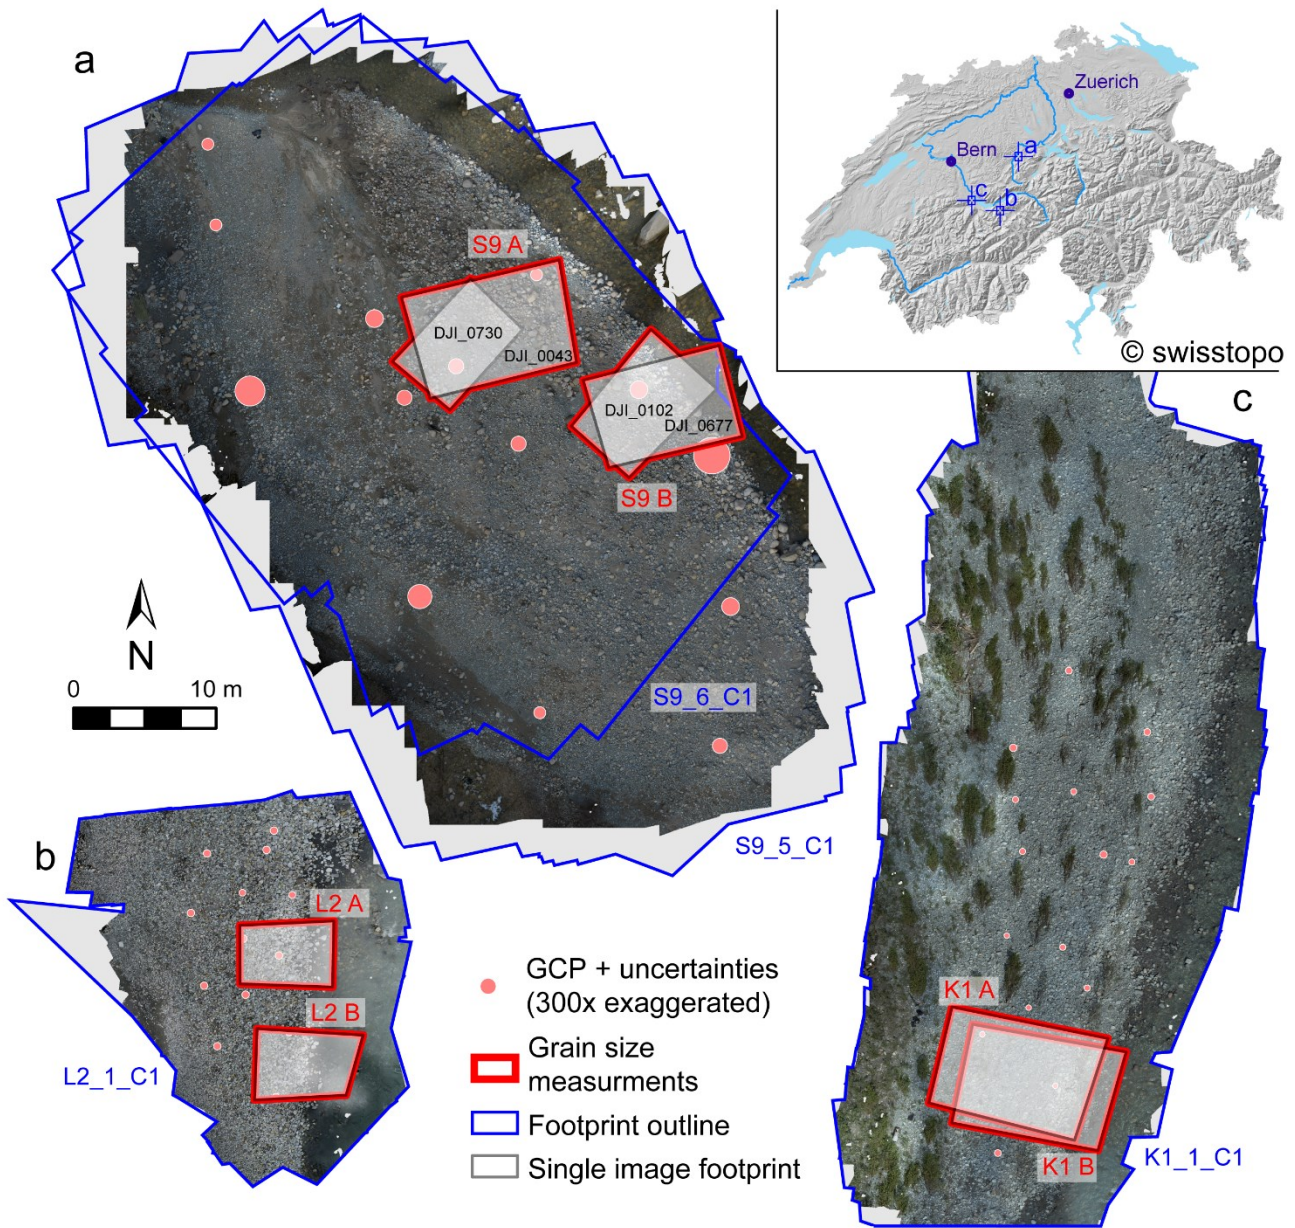 a
S9 A
DJI_0730
DJI_0043
DJI_0102
DJI_0677
S9 B
S9_6_C1
S9_5_C1
N
0 10 m
Zuerich
Bern
a
c
b
© swisstopo
c
K1 A
K1 B
K1_1_C1
b
L2 A
L2 B
L2_1_C1
GCP + uncertainties
(300x exaggerated)
Grain size
measurments
Footprint outline
Single image footprint